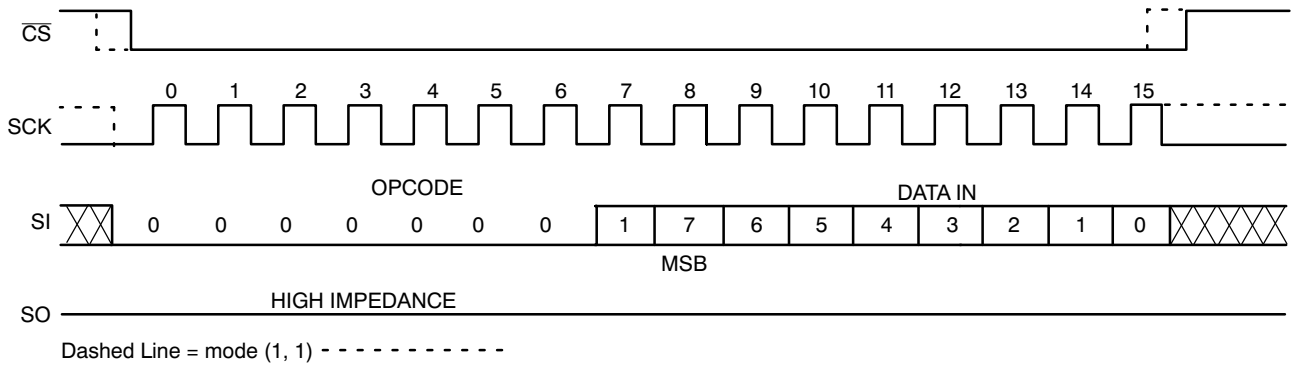 CS
0 1 2 3 4 5 6 7 8 9 10 11 12 13 14 15
SCK
OPCODE DATA IN
SI 0 0 0 0 0 0 0 1 7 6 5 4 3 2 1 0
MSB
HIGH IMPEDANCE
SO
Dashed Line = mode (1, 1) - - - - - - - - - - - -